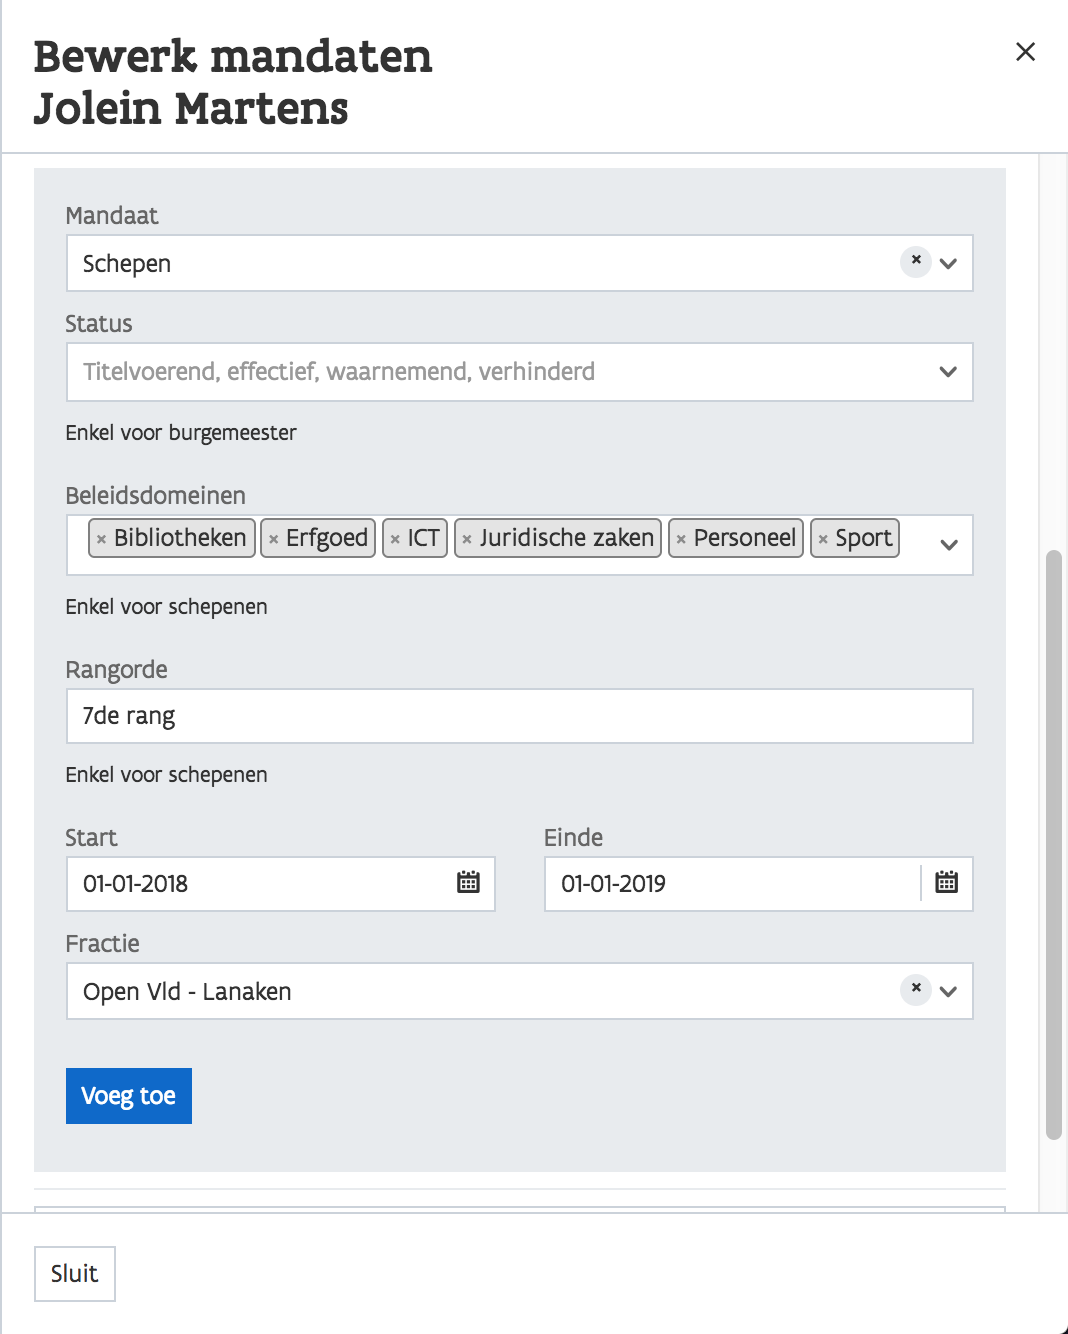 Bewerk mandaten
Jolein Martens
Mandaat
Schepen
Status
Titelvoerend, effectief, waarnemend, verhinderd
Enkel voor burgemeester
Beleidsdomeinen
× Bibliotheken × Erfgoed × ICT × Juridische zaken × Personeel × Sport
Enkel voor schepenen
Rangorde
7de rang
Enkel voor schepenen
Start Einde
01-01-2018 01-01-2019
Fractie
Open Vld - Lanaken
Voeg toe
Sluit